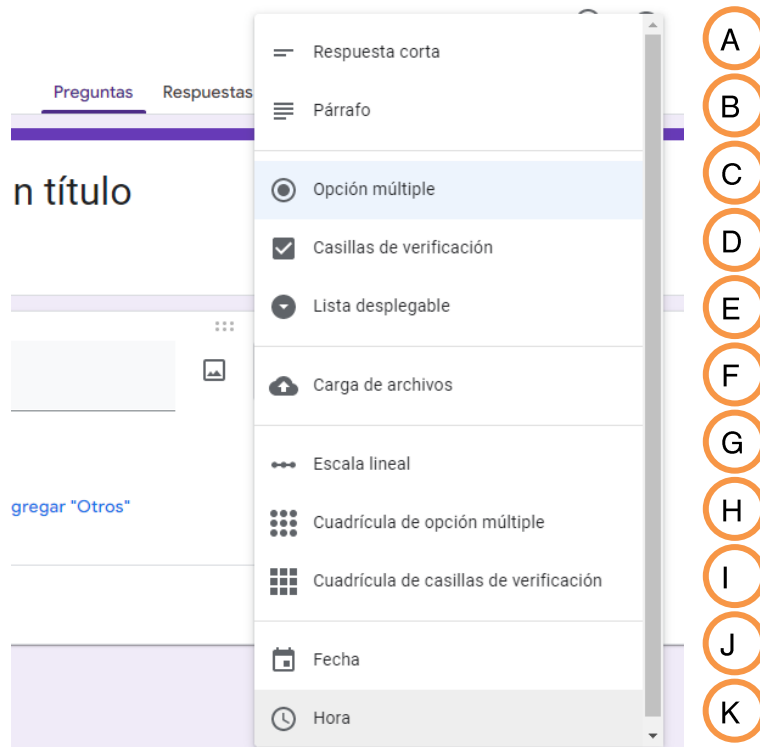 Respuesta corta
A
Preguntas Respuestas
Párrafo
B
n título
Opción múltiple
C
Casillas de verificación
D
Lista desplegable
E
Carga de archivos
F
Escala lineal
G
gregar "Otros"
Cuadrícula de opción múltiple
H
Cuadrícula de casillas de verificación
I
Fecha
J
Hora
K